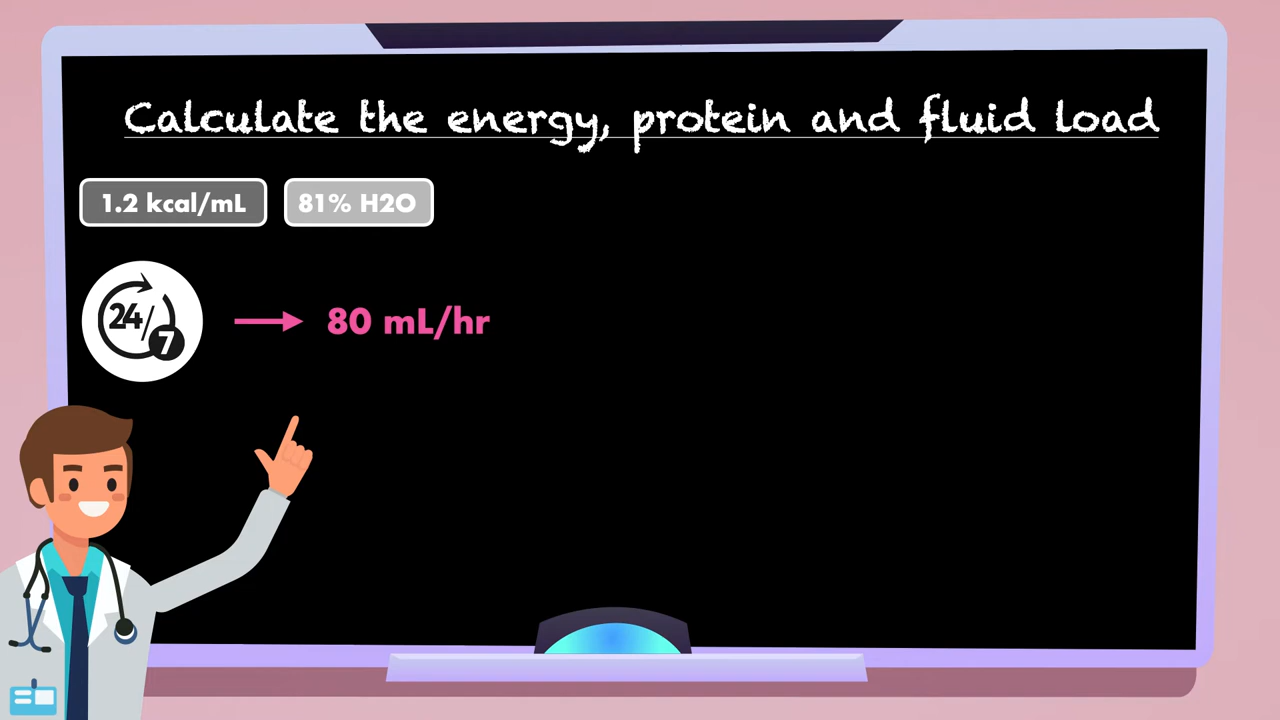 Calculate the energy, protein and fluid load
1.2 kcal/mL
81% H2O
24/7
80 mL/hr